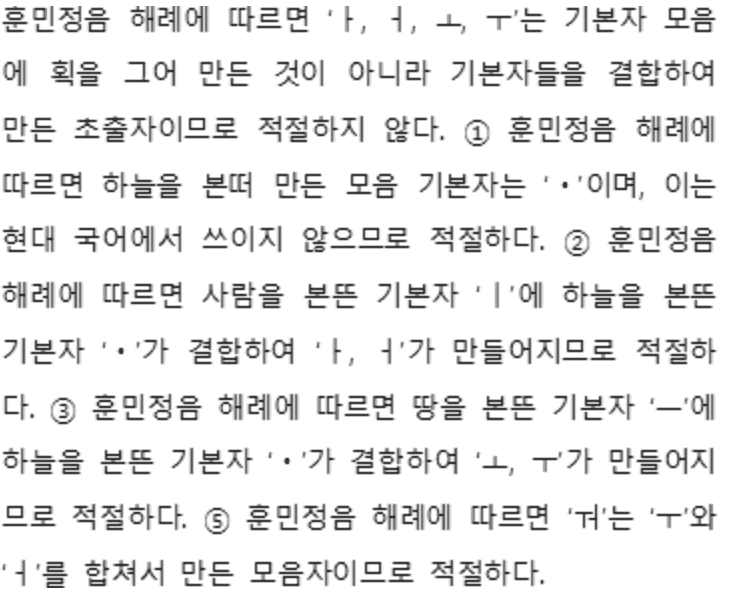 훈민정음 해례에 따르면 ‘ㅏ, ㅓ, ㅗ, ㅜ’는 기본자 모음
에 획을 그어 만든 것이 아니라 기본자들을 결합하여
만든 초출자이므로 적절하지 않다. ① 훈민정음 해례에
따르면 하늘을 본떠 만든 모음 기본자는 ‘•’이며, 이는
현대 국어에서 쓰이지 않으므로 적절하다. ② 훈민정음
해례에 따르면 사람을 본뜬 기본자 ‘ㅣ’에 하늘을 본뜬
기본자 ‘•’가 결합하여 ‘ㅏ, ㅓ’가 만들어지므로 적절하
다. ③ 훈민정음 해례에 따르면 땅을 본뜬 기본자 ‘ㅡ’에
하늘을 본뜬 기본자 ‘•’가 결합하여 ‘ㅗ, ㅜ’가 만들어지
므로 적절하다. ⑤ 훈민정음 해례에 따르면 ‘ㅝ’는 ‘ㅜ’와
‘ㅓ’를 합쳐서 만든 모음자이므로 적절하다.